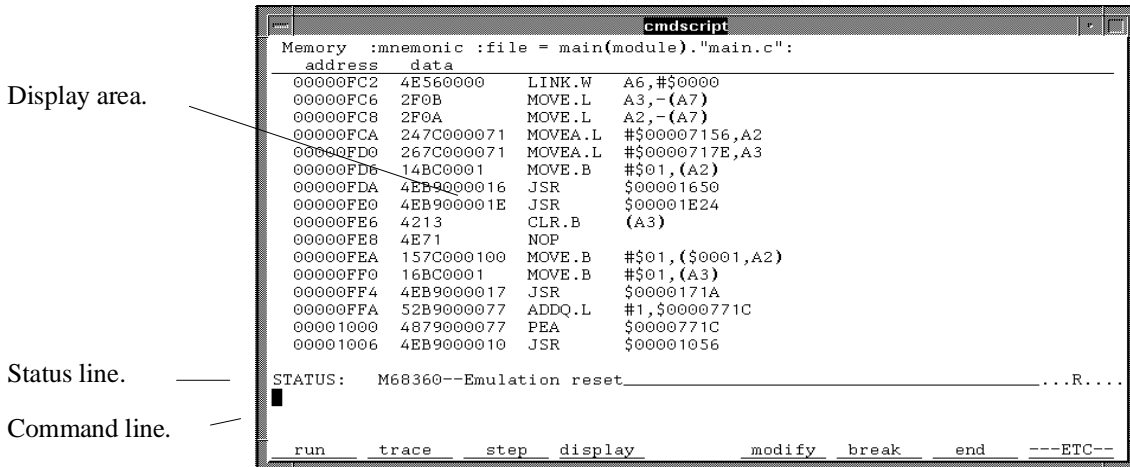 cmdscript
Memory :mnemonic :file = main(module)."main.c":
address data
00000FC2 4E560000 LINK.W A6,#$0000
Display area.
00000FC6 2F0B MOVE.L A3,-(A7)
00000FC8 2F0A MOVE.L A2,-(A7)
00000FCA 247C000071 MOVEA.L #$00007156,A2
00000FD0 267C000071 MOVEA.L #$0000717E,A3
00000FD6 14BC0001 MOVE.B #$01,(A2)
00000FDA 4EB9000016 JSR $00001650
00000FE0 4EB900001E JSR $00001E24
00000FE6 4213 CLR.B (A3)
00000FE8 4E71 NOP
00000FEA 157C000100 MOVE.B #$01,($0001,A2)
00000FF0 16BC0001 MOVE.B #$01,(A3)
00000FF4 4EB9000017 JSR $0000171A
00000FFA 52B9000077 ADDQ.L #1,$0000771C
00001000 4879000077 PEA $0000771C
00001006 4EB9000010 JSR $00001056
Status line.
STATUS: M68360--Emulation reset_______________...R....
Command line.
run trace step display modify break end ---ETC--